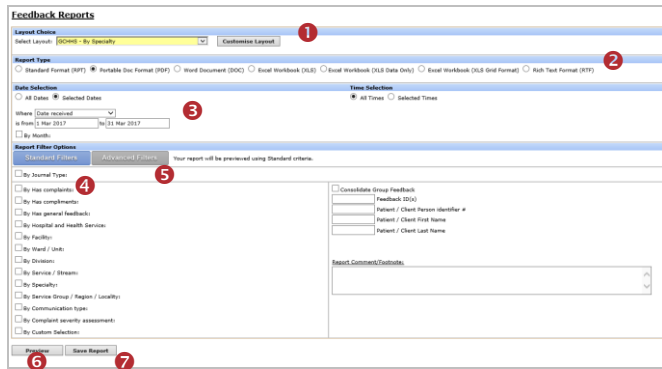 Feedback Reports
Layout Choice
Select Layout: GCHHS - By Specialty Customise Layout 1
Report Type 2
Standard Format (RPT) Portable Doc Format (PDF) Word Document (DOC) Excel Workbook (XLS) Excel Workbook (XLS Data Only) Excel Workbook (XLS Grid Format) Rich Text Format (RTF)
Date Selection Time Selection
All Dates Selected Dates All Times Selected Times
3
Where Date received
is from 1 Mar 2017 to 31 Mar 2017
By Month:
Report Filter Options
Standard Filters Advanced Filters Your report will be previewed using Standard criteria.
5
By Journal Type:
By Has complaints: 4 Consolidate Group Feedback
Feedback ID(s)
By Has compliments:
Patient / Client Person Identifier #
By Has general feedback:
Patient / Client First Name
By Hospital and Health Service:
Patient / Client Last Name
By Facility:
By Ward / Unit:
By Division: Report Comment/Footnote:
By Service / Stream:
By Specialty:
By Service Group / Region / Locality:
By Communication type:
By Complaint severity assessment:
By Custom Selection:
Preview Save Report
6 7